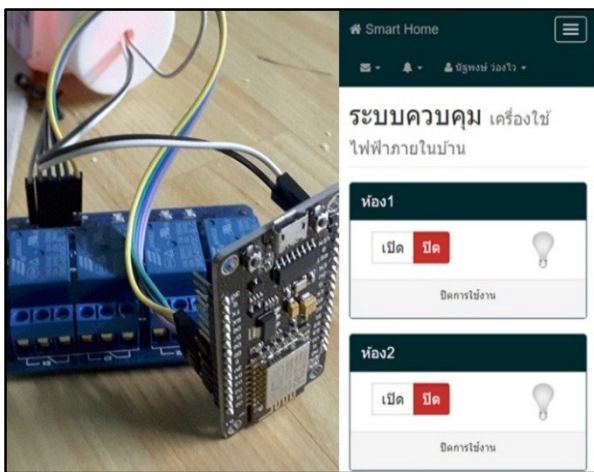 Smart Home
นัฐพงษ์ ว่องไว
ระบบควบคุม เครื่องใช้
ไฟฟ้าภายในบ้าน
ห้อง1
เปิด ปิด
ปิดการใช้งาน
ห้อง2
เปิด ปิด
ปิดการใช้งาน